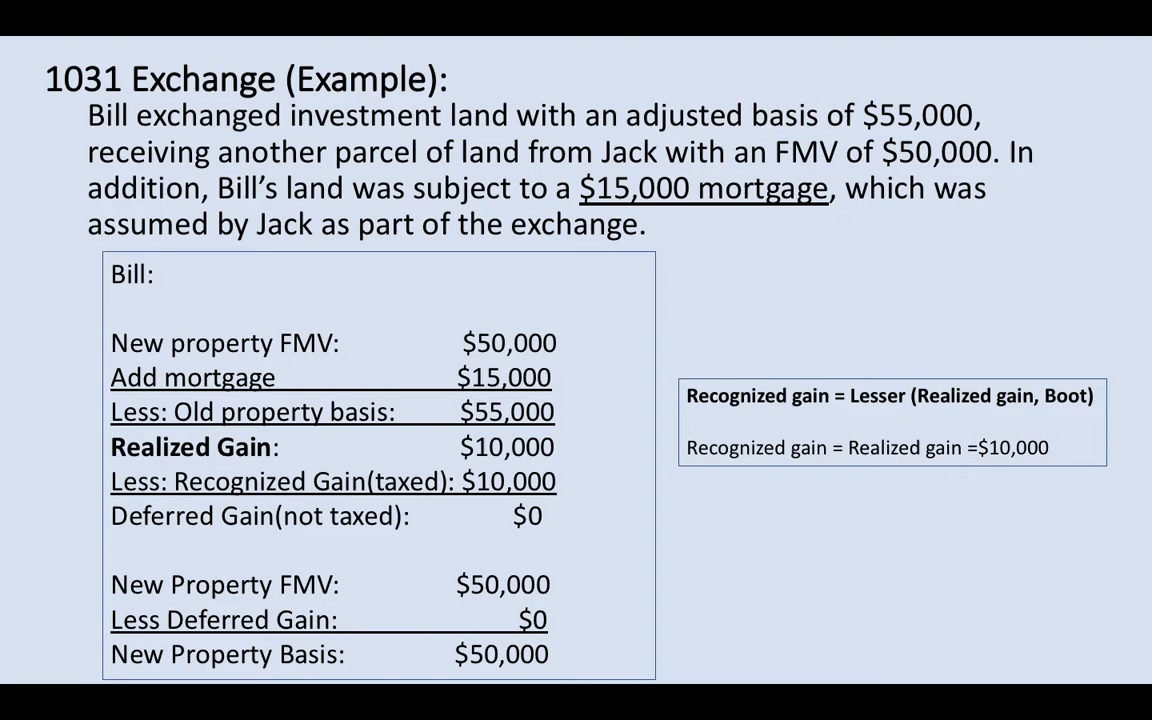 1031 Exchange (Example):
Bill exchanged investment land with an adjusted basis of $55,000,
receiving another parcel of land from Jack with an FMV of $50,000. In
addition, Bill’s land was subject to a $15,000 mortgage, which was
assumed by Jack as part of the exchange.
Bill:
New property FMV: $50,000
Add mortgage $15,000
Less: Old property basis: $55,000
Realized Gain: $10,000
Less: Recognized Gain(taxed): $10,000
Deferred Gain(not taxed): $0
New Property FMV: $50,000
Less Deferred Gain: $0
New Property Basis: $50,000
Recognized gain = Lesser (Realized gain, Boot)
Recognized gain = Realized gain =$10,000